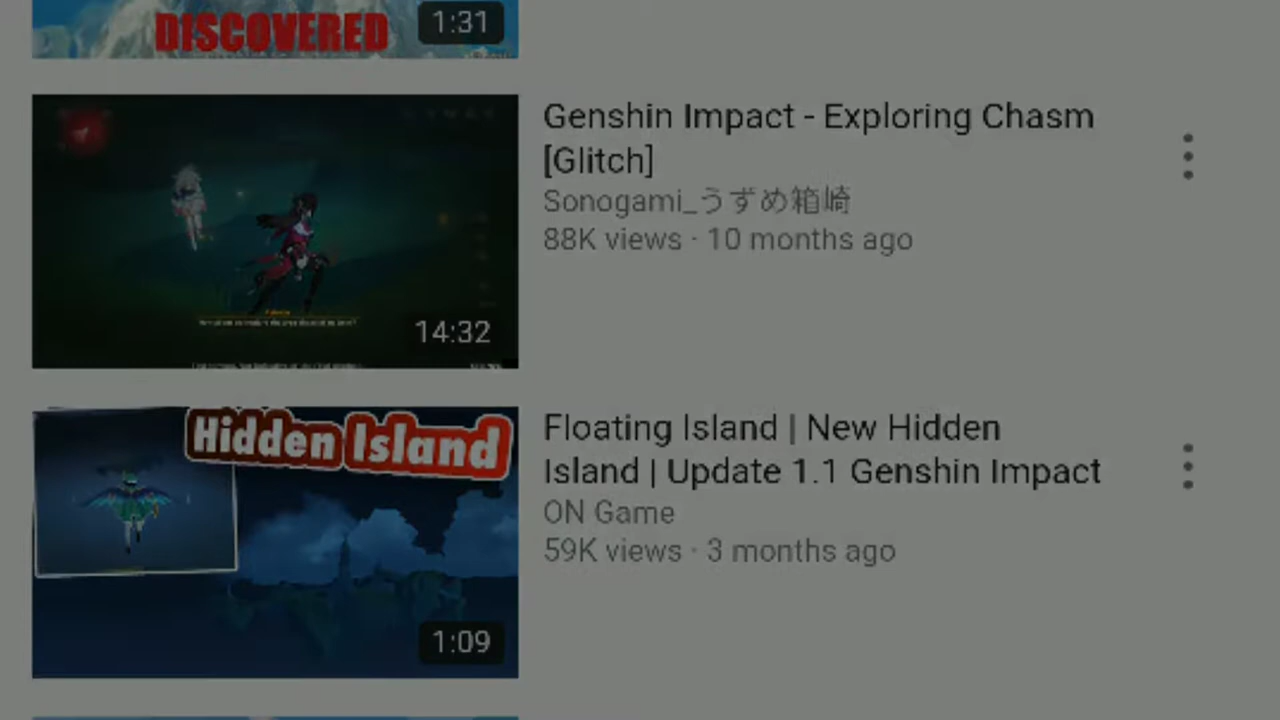 DISCOVERED
1:31
Genshin Impact - Exploring Chasm
[Glitch]
Sonogami_うずめ箱崎
88K views · 10 months ago
14:32
Hidden Island
Floating Island | New Hidden
Island | Update 1.1 Genshin Impact
ON Game
59K views · 3 months ago
1:09